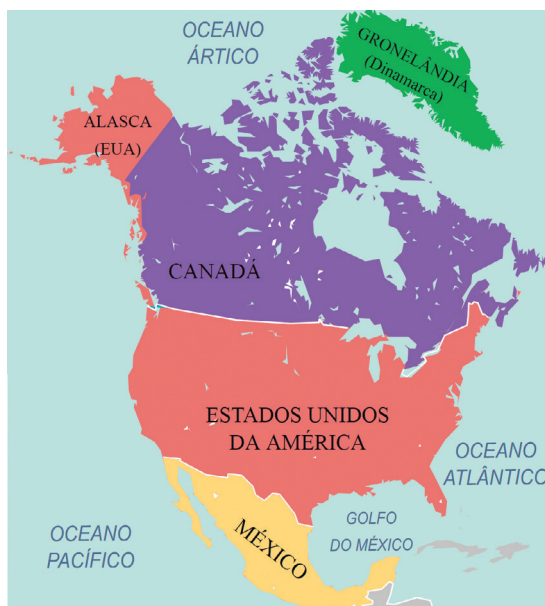 OCEANO
ÁRTICO
GRONELÂNDIA
(Dinamarca)
ALASCA
(EUA)
CANADÁ
ESTADOS UNIDOS
DA AMÉRICA
OCEANO
ATLÂNTICO
OCEANO
PACÍFICO
MÉXICO
GOLFO
DO MÉXICO